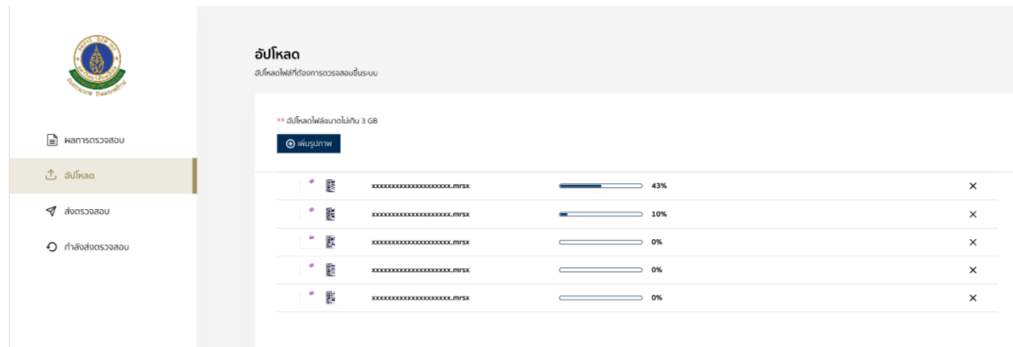 อัปโหลด
อัปโหลดไฟล์ที่ต้องการตรวจสอบขึ้นระบบ
ผลการตรวจสอบ
อัปโหลด
ส่งตรวจสอบ
กำลังส่งตรวจสอบ
** อัปโหลดไฟล์ขนาดไม่เกิน 3 GB
เพิ่มรูปภาพ
xxxxxxxxxxxxxxxxxxxx.mrsx 43%
xxxxxxxxxxxxxxxxxxxx.mrsx 10%
xxxxxxxxxxxxxxxxxxxx.mrsx 0%
xxxxxxxxxxxxxxxxxxxx.mrsx 0%
xxxxxxxxxxxxxxxxxxxx.mrsx 0%